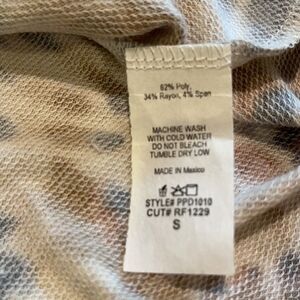 62% Poly,
34% Rayon, 4% Span
MACHINE WASH
WITH COLD WATER
DO NOT BLEACH
TUMBLE DRY LOW
MADE IN Mexico
STYLE# PPD1010
CUT# RF1229
S